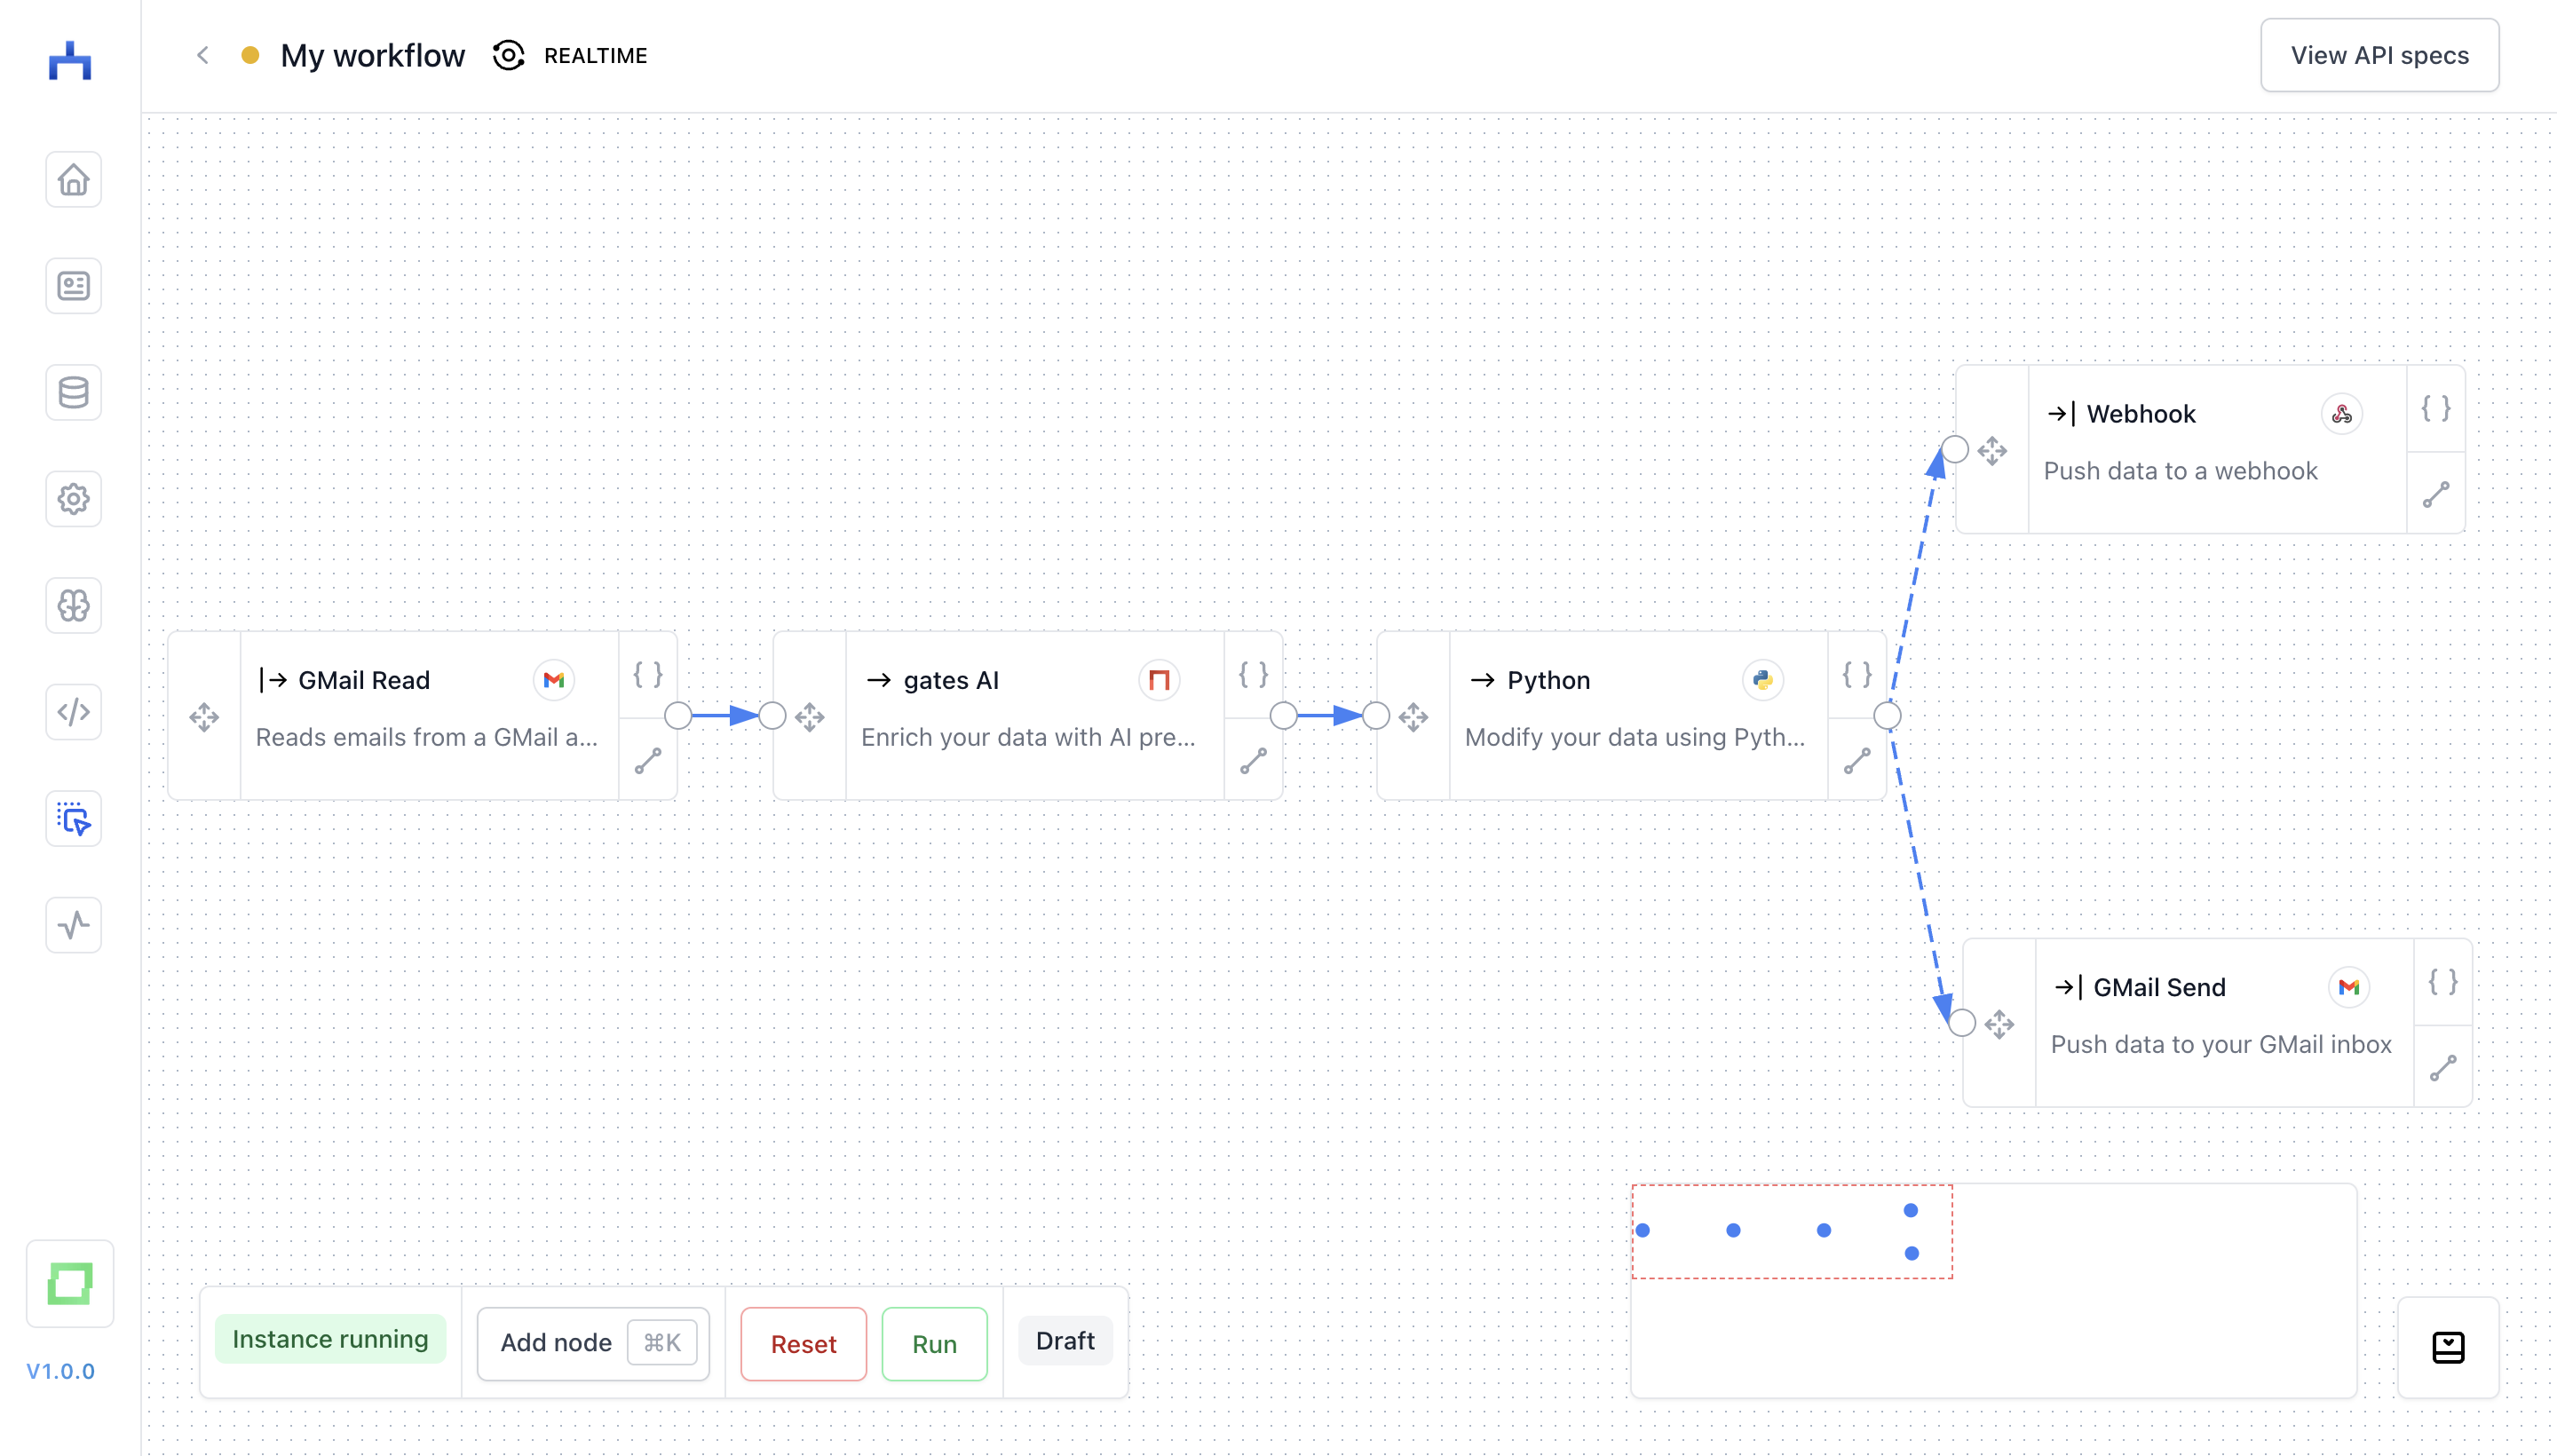 My workflow
REALTIME
View API specs
Webhook
{ }
Push data to a webhook
GMail Read
{ }
Reads emails from a GMail a...
gates AI
{ }
Enrich your data with AI pre...
Python
{ }
Modify your data using Pyth...
GMail Send
{ }
Push data to your GMail inbox
Instance running
Add node ⌘K
Reset
Run
Draft
V1.0.0